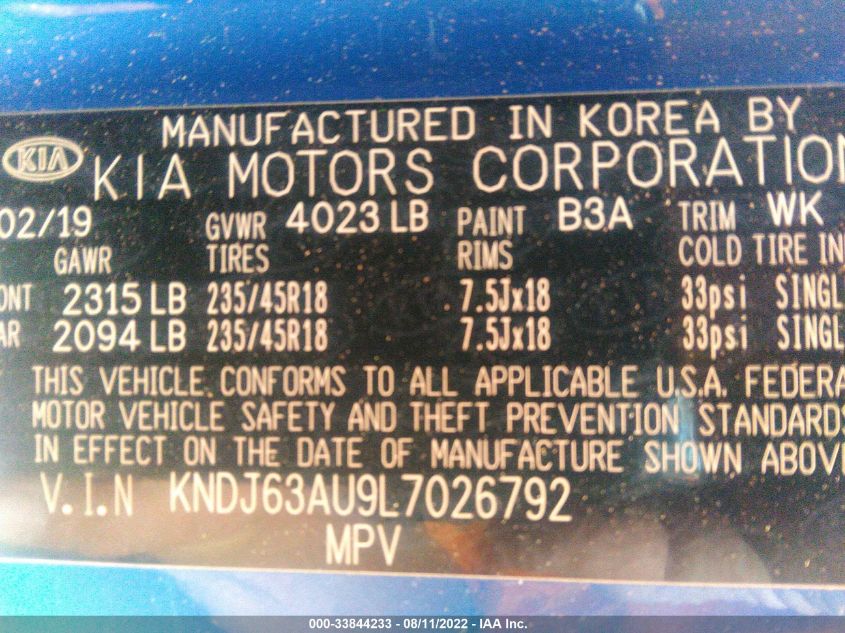 MANUFACTURED IN KOREA BY
KIA KIA MOTORS CORPORATION
02/19 GVWR 4023 LB PAINT B3A TRIM WK
GAWR TIRES RIMS COLD TIRE IN
ONT 2315 LB 235/45R18 7.5Jx18 33psi SINGL
AR 2094 LB 235/45R18 7.5Jx18 33psi SINGL
THIS VEHICLE CONFORMS TO ALL APPLICABLE U.S.A. FEDERA
MOTOR VEHICLE SAFETY AND THEFT PREVENTION STANDARDS
IN EFFECT ON THE DATE OF MANUFACTURE SHOWN ABOVE
V.I.N KNDJ63AU9L7026792
MPV
000-33844233 - 08/11/2022 - IAA Inc.